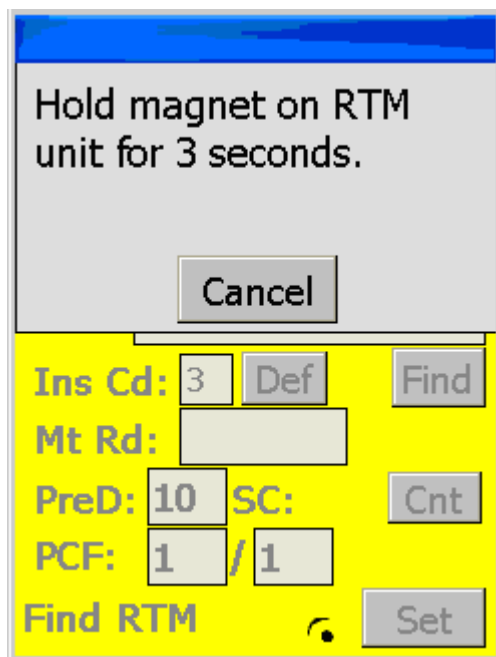 Hold magnet on RTM
unit for 3 seconds.
Cancel
Ins Cd: 3 Def Find
Mt Rd:
PreD: 10 SC: Cnt
PCF: 1 / 1
Find RTM Set